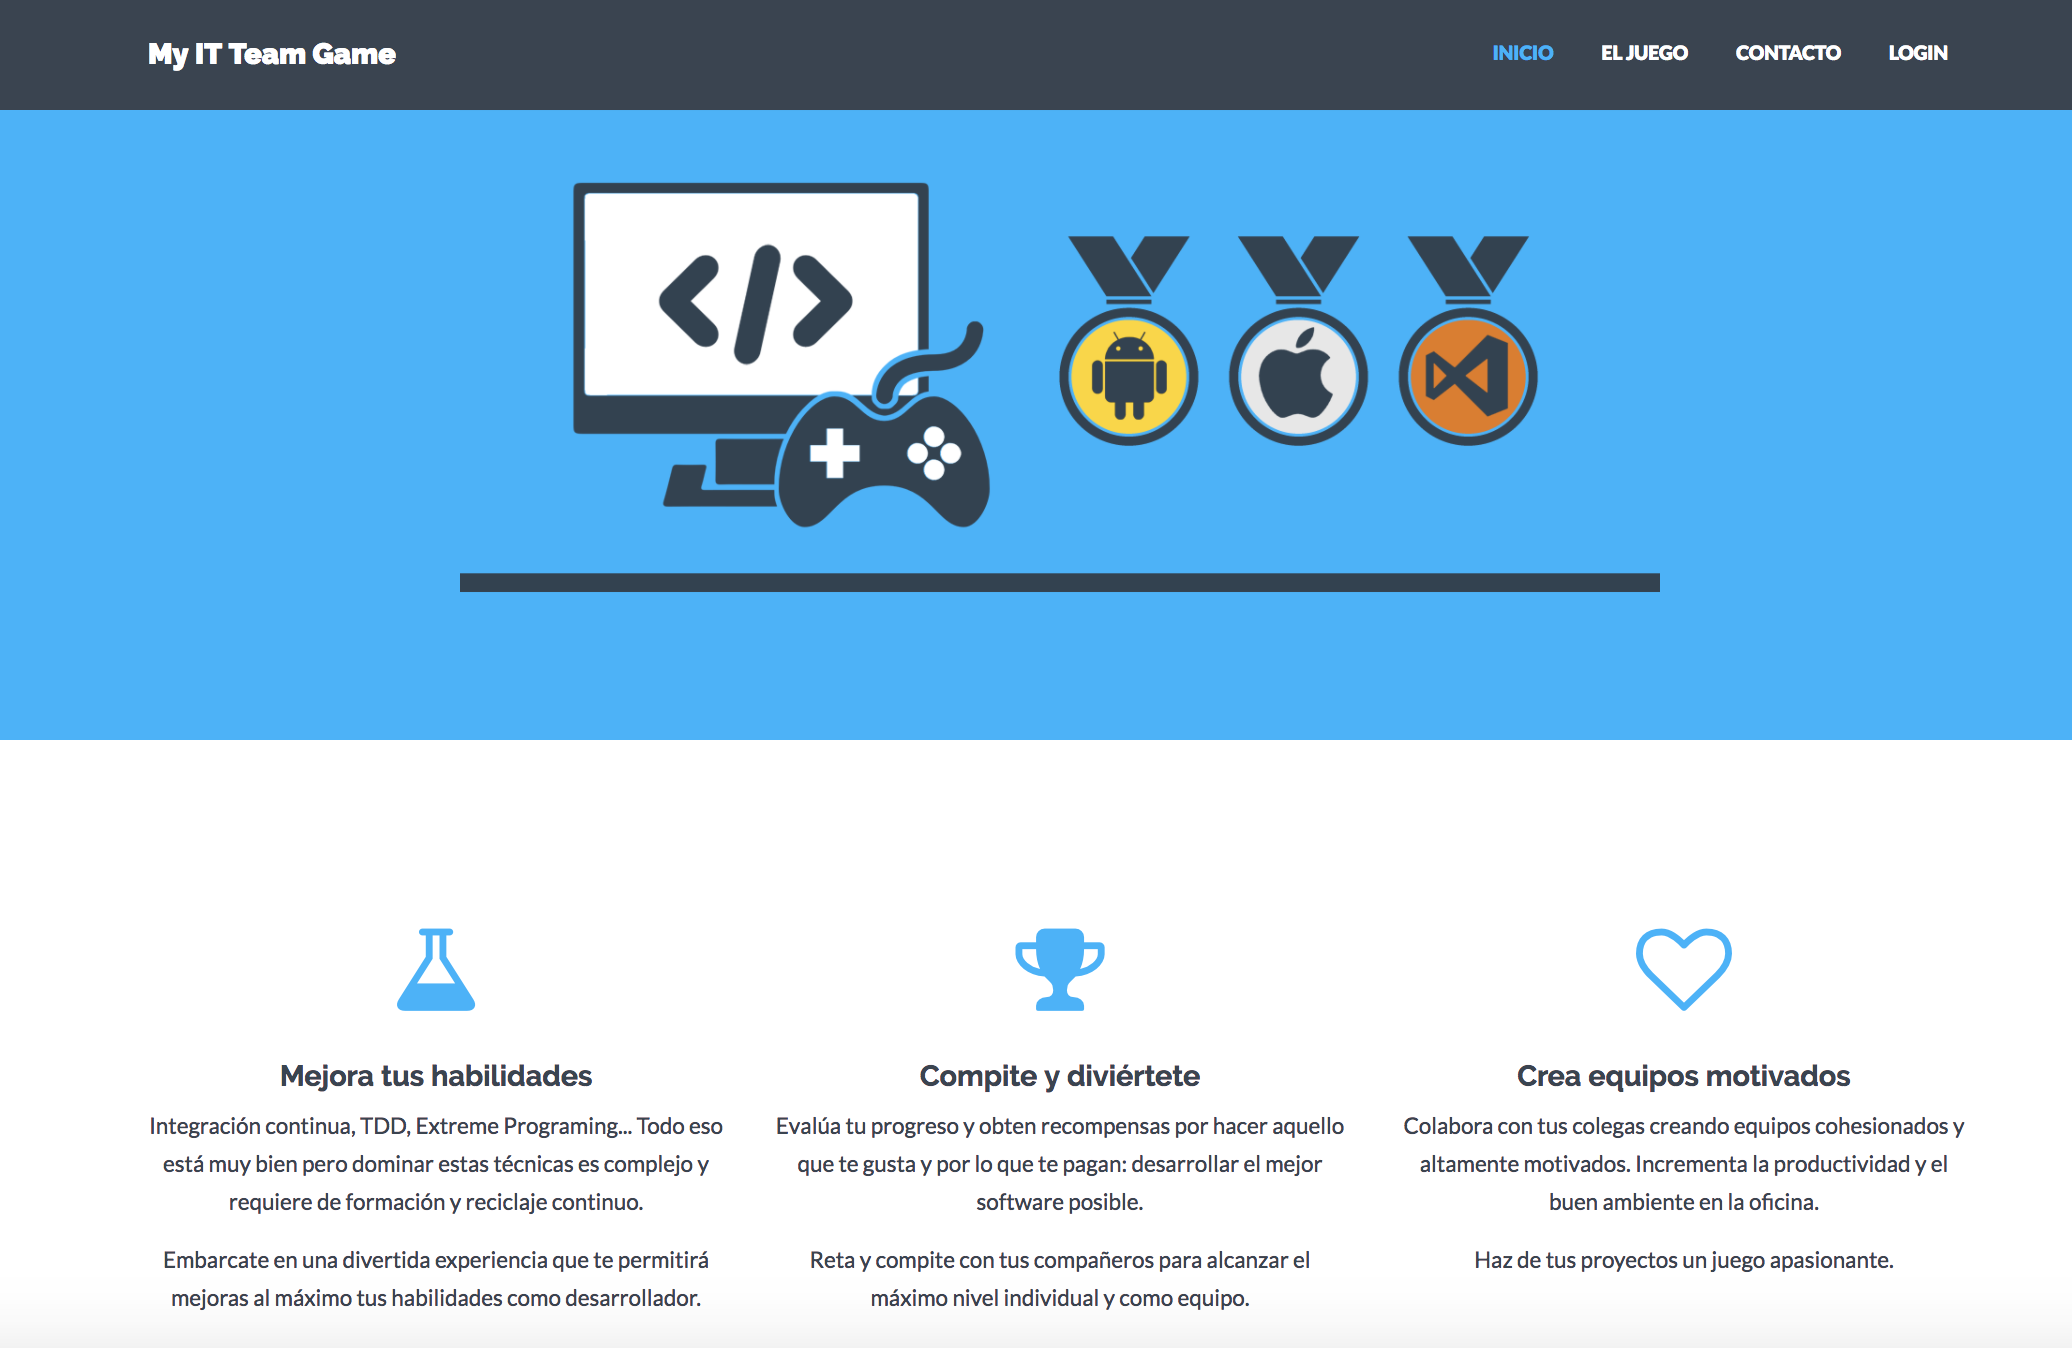 My IT Team Game
INICIO
EL JUEGO
CONTACTO
LOGIN
</>
Mejora tus habilidades
Integración continua, TDD, Extreme Programing... Todo eso
está muy bien pero dominar estas técnicas es complejo y
requiere de formación y reciclaje continuo.
Embarcate en una divertida experiencia que te permitirá
mejoras al máximo tus habilidades como desarrollador.
Compite y diviértete
Evalúa tu progreso y obten recompensas por hacer aquello
que te gusta y por lo que te pagan: desarrollar el mejor
software posible.
Reta y compite con tus compañeros para alcanzar el
máximo nivel individual y como equipo.
Crea equipos motivados
Colabora con tus colegas creando equipos cohesionados y
altamente motivados. Incrementa la productividad y el
buen ambiente en la oficina.
Haz de tus proyectos un juego apasionante.